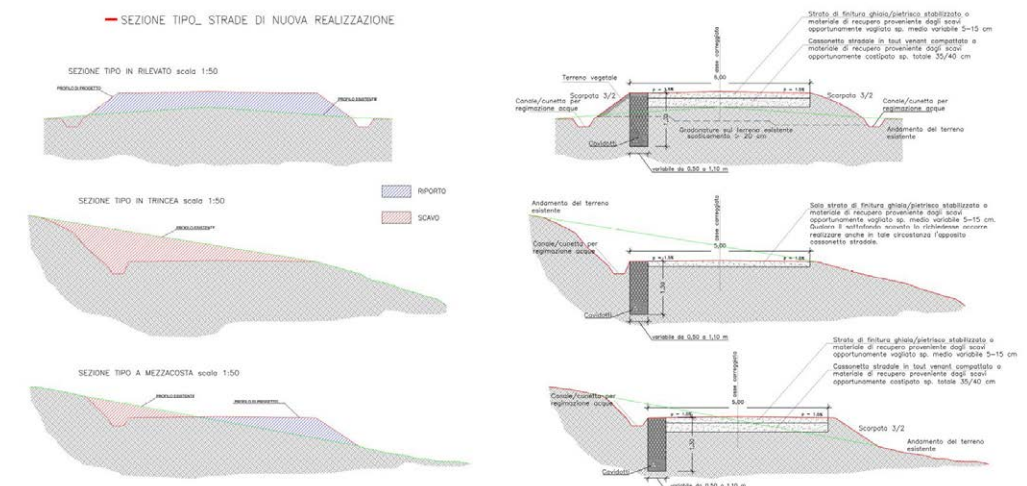 SEZIONE TIPO_ STRADE DI NUOVA REALIZZAZIONE
SEZIONE TIPO IN RILEVATO scala 1:50
PROFILO DI PROGETTO
PROFILO ESISTENTE
SEZIONE TIPO IN TRINCEA scala 1:50
PROFILO ESISTENTE
RIPORTO
SCAVO
SEZIONE TIPO A MEZZACOSTA scala 1:50
PROFILO ESISTENTE
PROFILO DI PROGETTO
Strato di finitura ghiaia/pietrisco stabilizzato o
materiale di recupero proveniente dagli scavi
opportunamente vagliato sp. medio variabile 5-15 cm
Cassonetto stradale in tout venant compattato o
materiale di recupero proveniente dagli scavi
opportunamente costipato sp. totale 35/40 cm
asse carreggiata
5,00
Terreno vegetale
Scarpata 3/2
Scarpata 3/2
Canale/cunetta per
regimazione acque
Canale/cunetta per
regimazione acque
Gradonature sul terreno esistente
Cavidotti
Andamento del terreno
esistente
variabile da 0,50 a 1,10 m
Andamento del terreno
esistente
asse carreggiata
5,00
Solo strato di finitura ghiaia/pietrisco stabilizzato o
materiale di recupero proveniente dagli scavi
opportunamente vagliato sp. medio variabile 5-15 cm.
Qualora il sottofondo scavato lo richiedesse occorre
realizzare anche in tale circostanza l'apposito
cassonetto stradale.
Canale/cunetta per
regimazione acque
1,30
Cavidotti
variabile da 0,50 a 1,10 m
Strato di finitura ghiaia/pietrisco stabilizzato o
materiale di recupero proveniente dagli scavi
opportunamente vagliato sp. medio variabile 5-15 cm
Cassonetto stradale in tout venant compattato o
materiale di recupero proveniente dagli scavi
opportunamente costipato sp. totale 35/40 cm
asse carreggiata
5,00
Canale/cunetta per
regimazione acque
Scarpata 3/2
1,30
Andamento del terreno
esistente
Cavidotti
variabile da 0,50 a 1,10 m